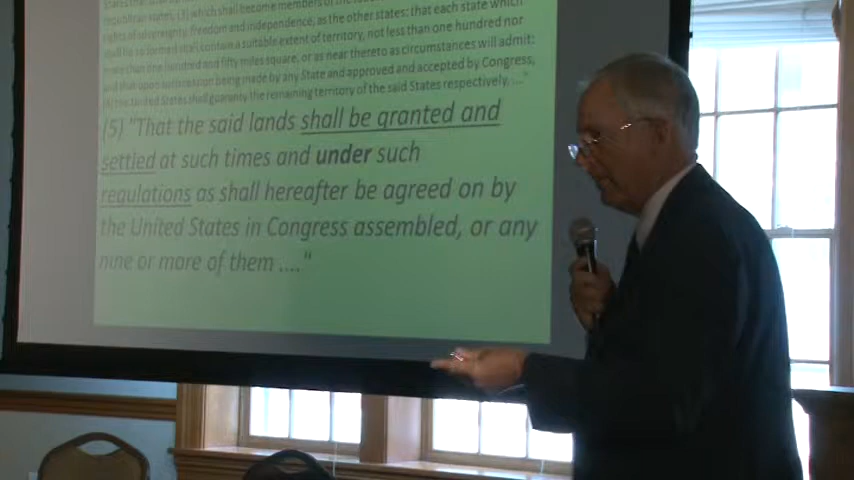 States that
republican states, (3) which shall become members of the federal
rights of sovereignty, freedom and independence, as the other states: that each state which
shall be so formed shall contain a suitable extent of territory, not less than one hundred nor
more than one hundred and fifty miles square, or as near thereto as circumstances will admit:
and that upon such cession being made by any State and approved and accepted by Congress,
(4) the United States shall guaranty the remaining territory of the said States respectively. ..."
(5) "That the said lands shall be granted and
settled at such times and under such
regulations as shall hereafter be agreed on by
the United States in Congress assembled, or any
nine or more of them ...."